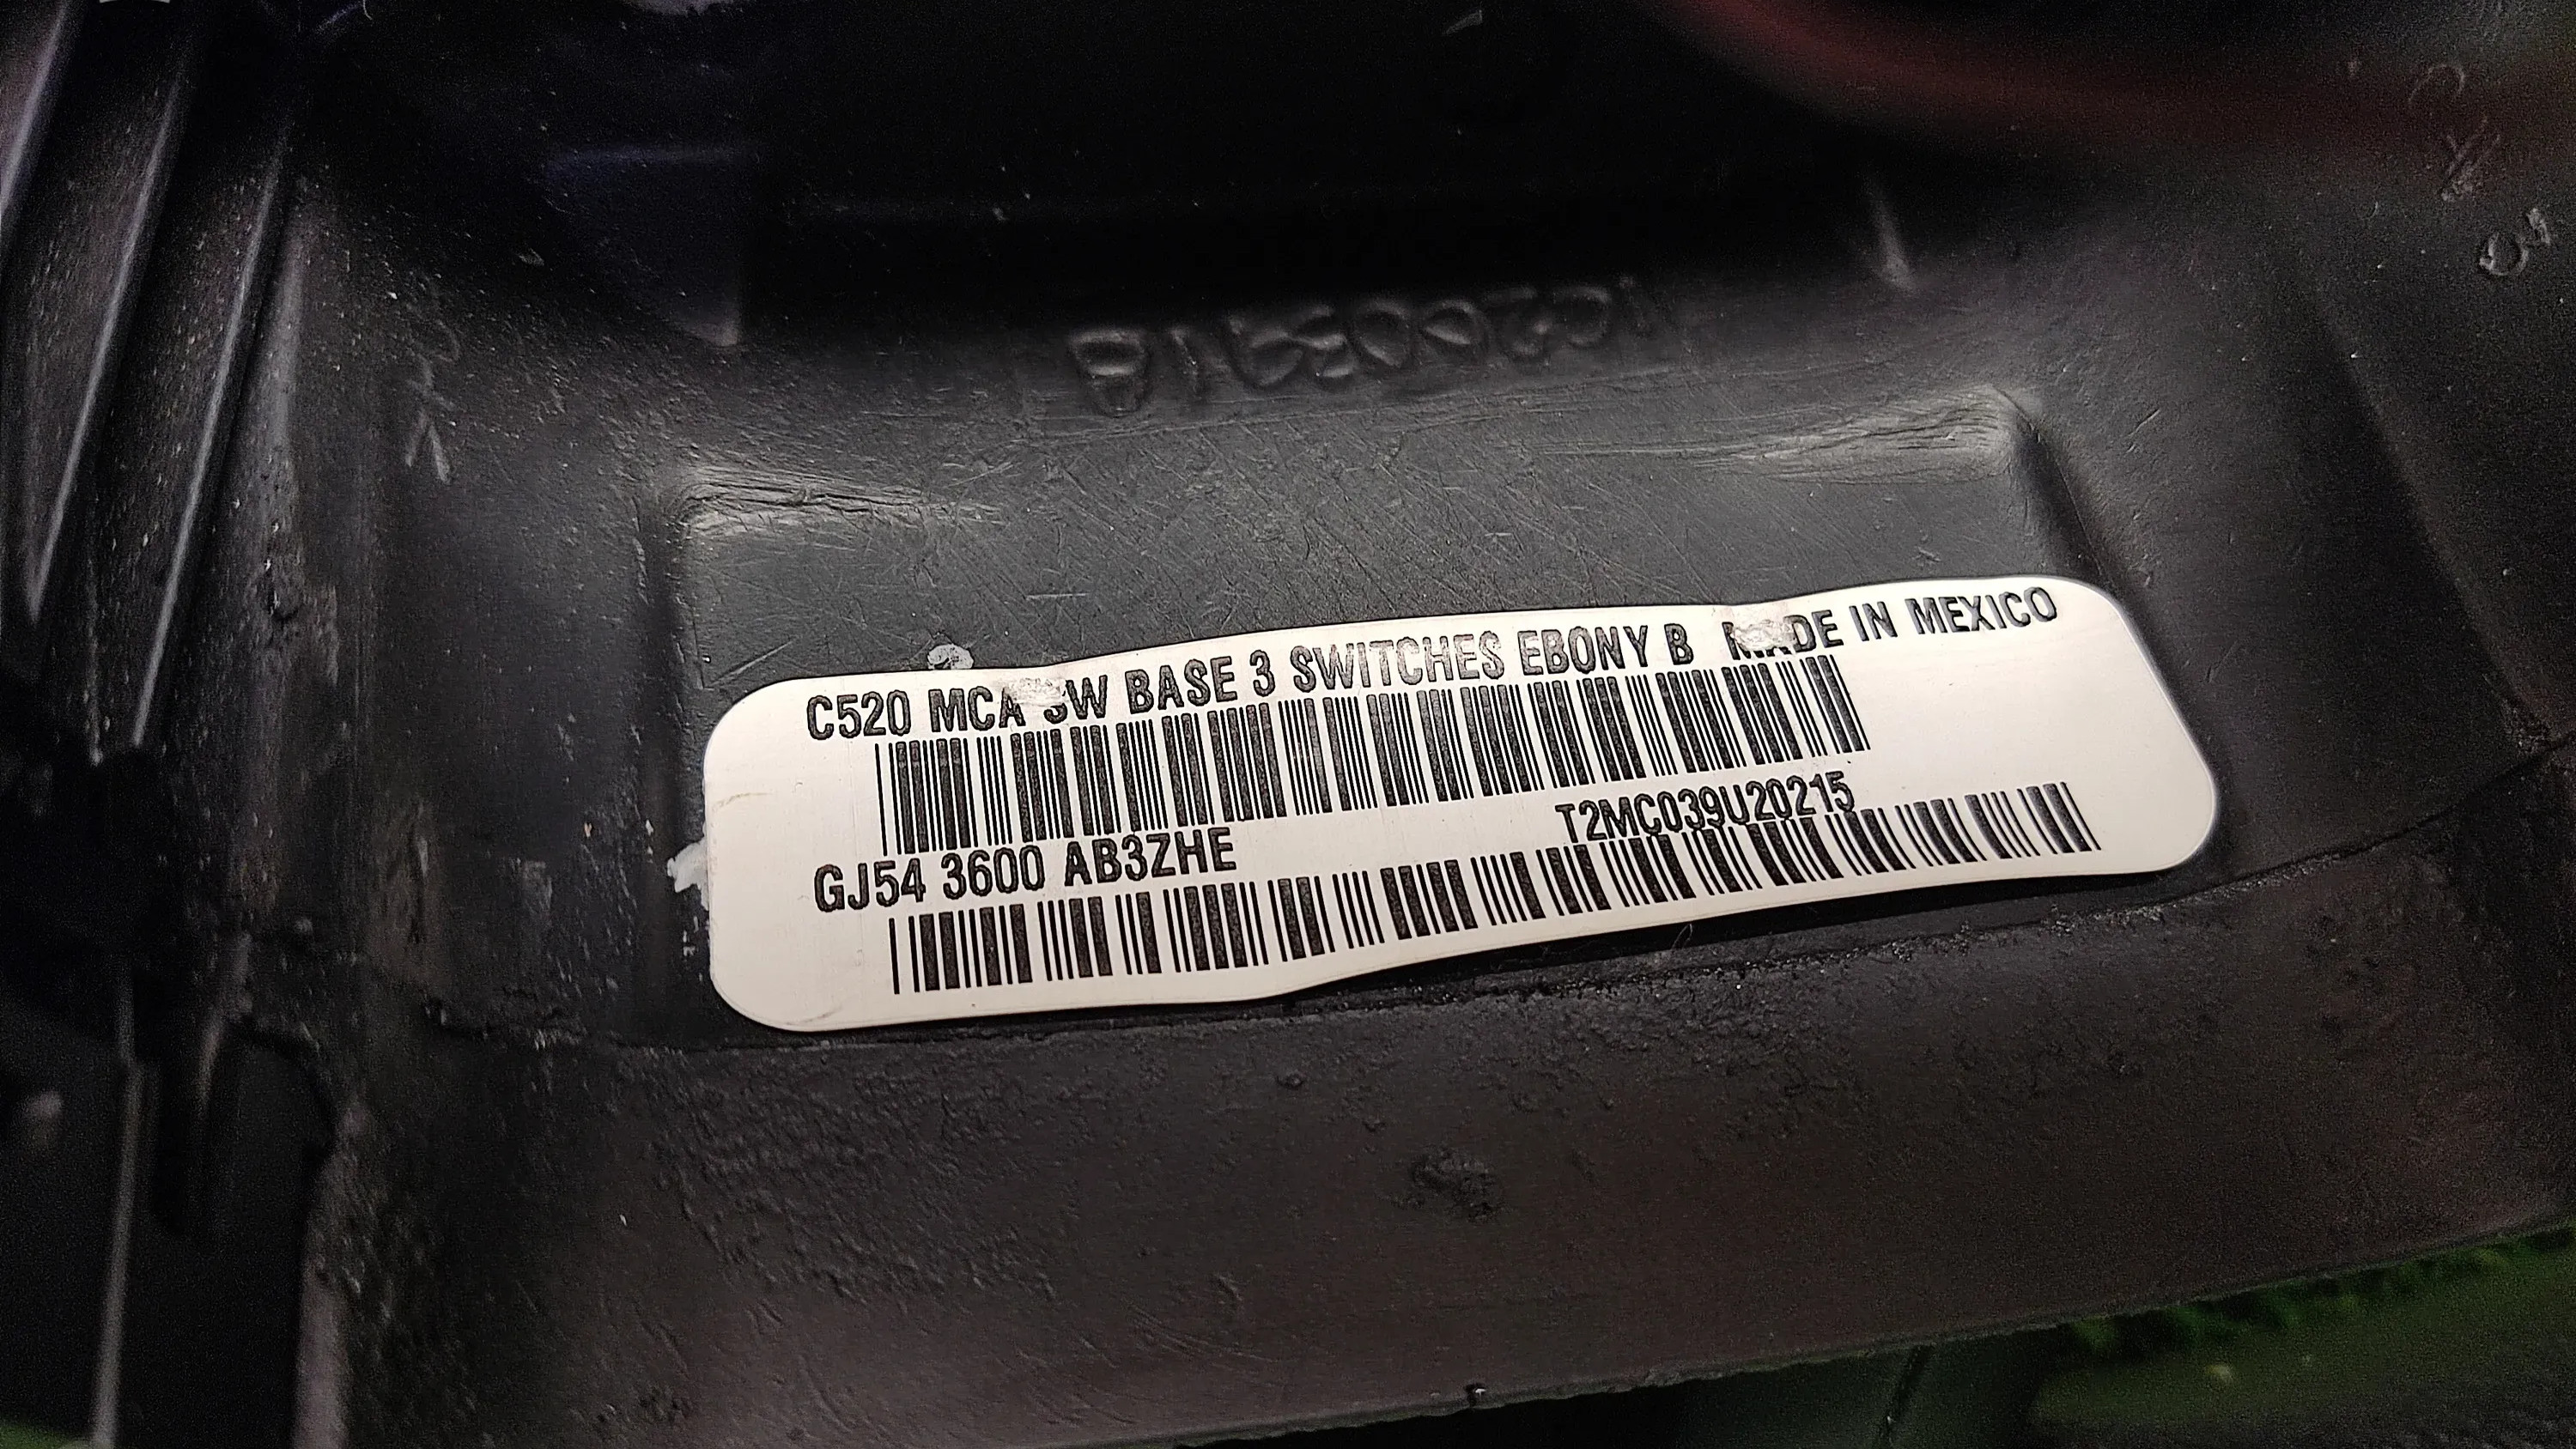 C520 MCA SW BASE 3 SWITCHES EBONY B MADE IN MEXICO
GJ54 3600 AB3ZHE
T2MC039U20215